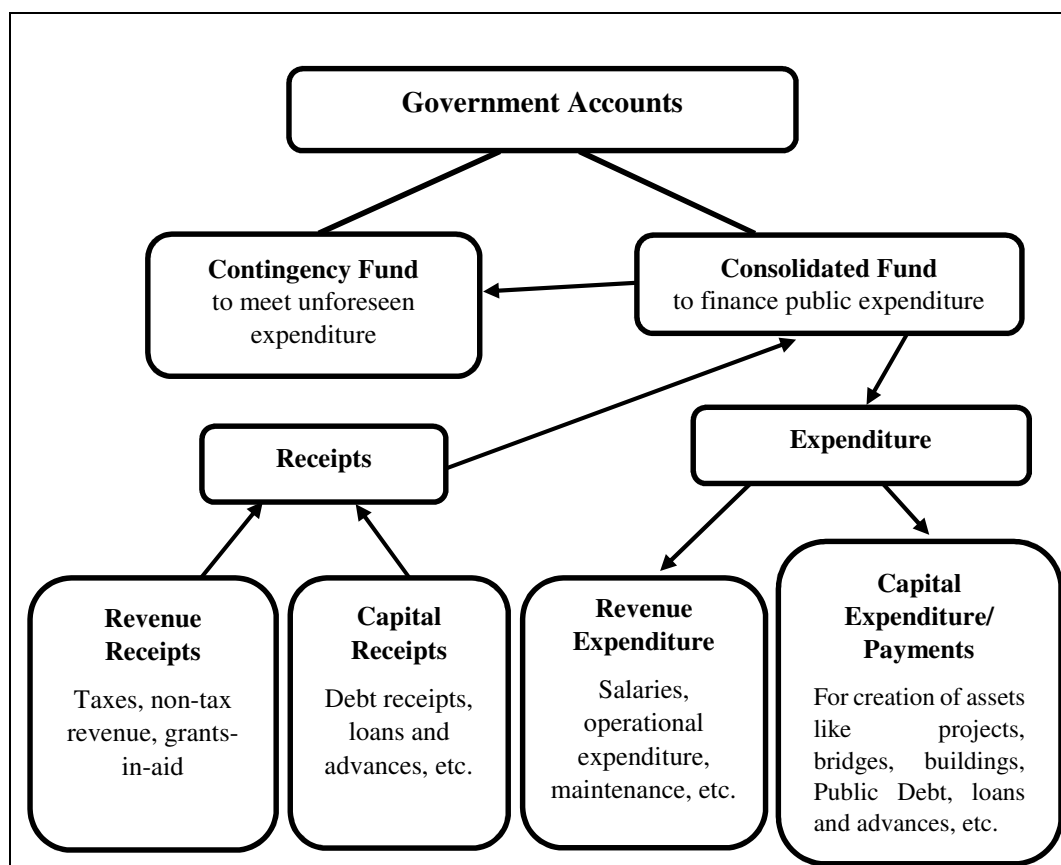 Government Accounts
Contingency Fund
to meet unforeseen
expenditure
Consolidated Fund
to finance public expenditure
Receipts
Expenditure
Revenue
Receipts
Taxes, non-tax
revenue, grants-
in-aid
Capital
Receipts
Debt receipts,
loans and
advances, etc.
Revenue
Expenditure
Salaries,
operational
expenditure,
maintenance, etc.
Capital
Expenditure/
Payments
For creation of assets
like projects,
bridges, buildings,
Public Debt, loans
and advances, etc.